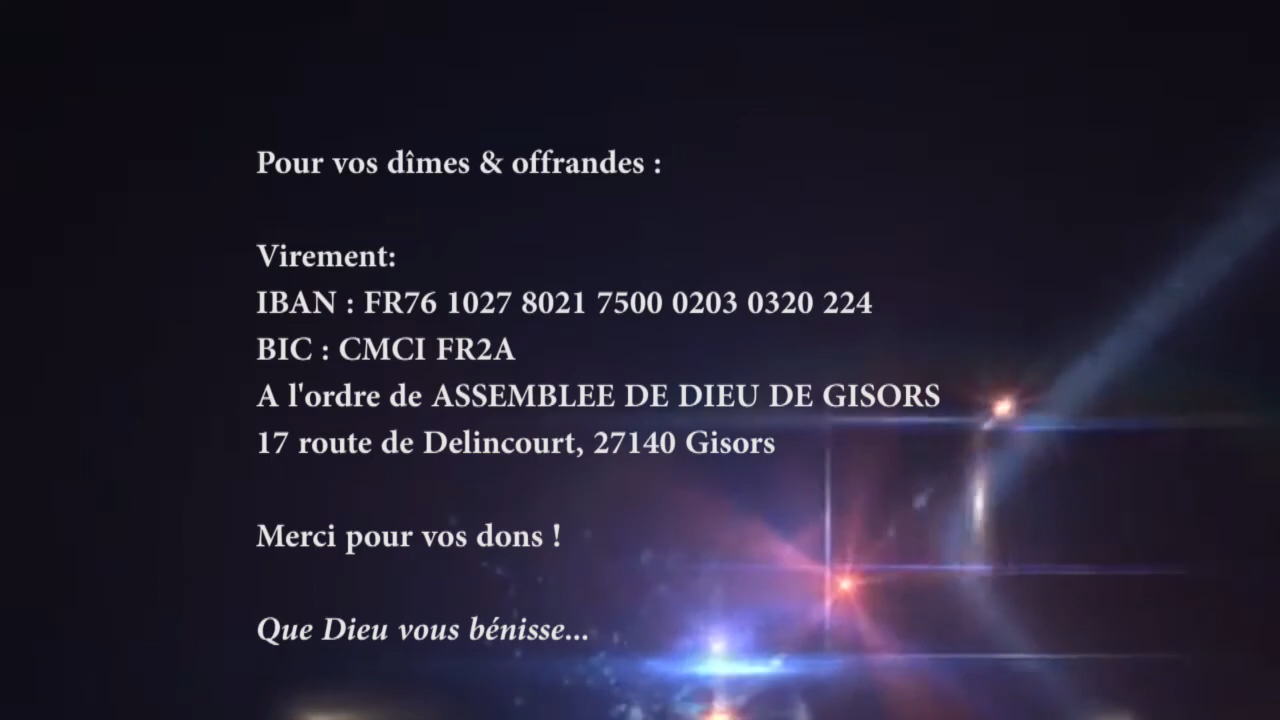 Pour vos dîmes & offrandes :
Virement:
IBAN : FR76 1027 8021 7500 0203 0320 224
BIC : CMCI FR2A
A l'ordre de ASSEMBLEE DE DIEU DE GISORS
17 route de Delincourt, 27140 Gisors
Merci pour vos dons !
Que Dieu vous bénisse...